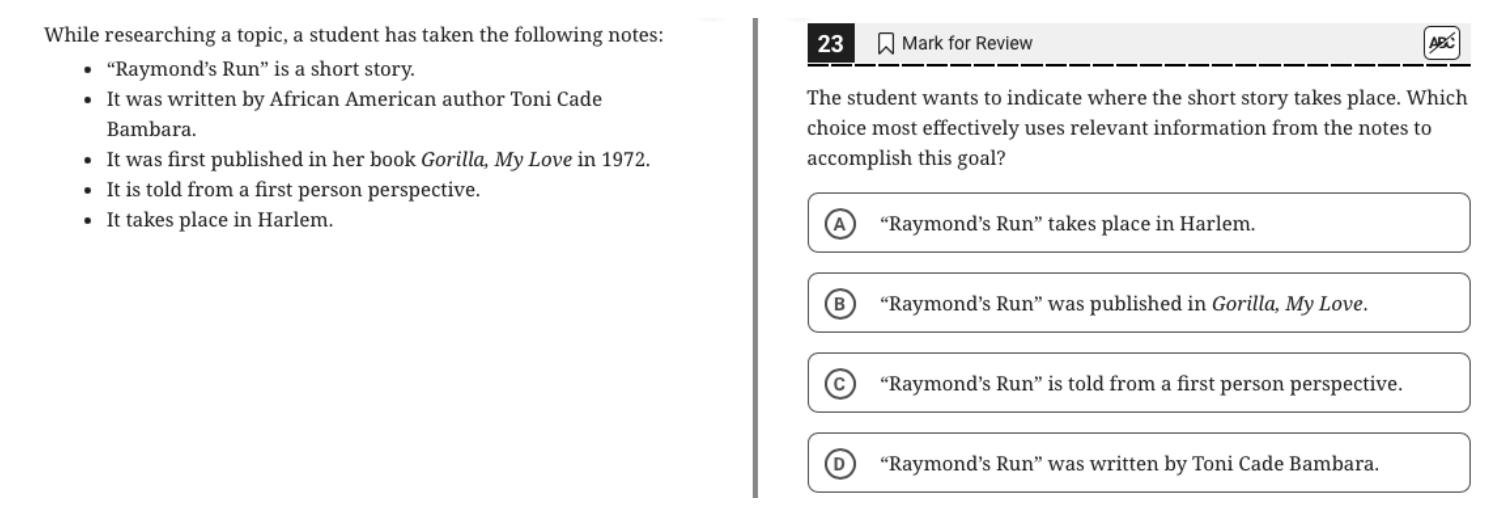 While researching a topic, a student has taken the following notes:
• “Raymond’s Run” is a short story.
• It was written by African American author Toni Cade
Bambara.
• It was first published in her book Gorilla, My Love in 1972.
• It is told from a first person perspective.
• It takes place in Harlem.
23 Mark for Review ABC
The student wants to indicate where the short story takes place. Which
choice most effectively uses relevant information from the notes to
accomplish this goal?
A “Raymond’s Run” takes place in Harlem.
B “Raymond’s Run” was published in Gorilla, My Love.
C “Raymond’s Run” is told from a first person perspective.
D “Raymond’s Run” was written by Toni Cade Bambara.